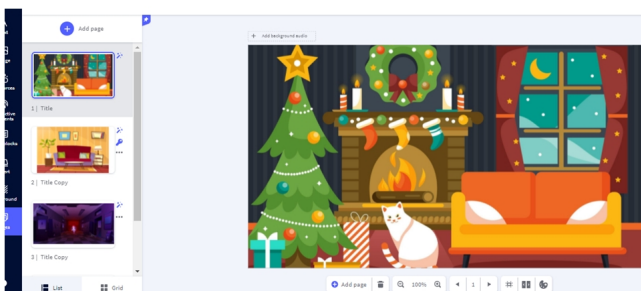 Add page
Add background audio
1 | Title
2 | Title Copy
3 | Title Copy
List
Grid
Add page
100%
1